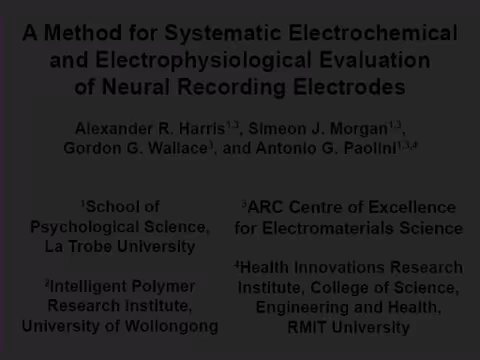 A Method for Systematic Electrochemical
and Electrophysiological Evaluation
of Neural Recording Electrodes
Alexander R. Harris¹,³, Simeon J. Morgan¹,³,
Gordon G. Wallace³, and Antonio G. Paolini¹,³,⁴
¹School of
Psychological Science,
La Trobe University
²Intelligent Polymer
Research Institute,
University of Wollongong
³ARC Centre of Excellence
for Electromaterials Science
⁴Health Innovations Research
Institute, College of Science,
Engineering and Health,
RMIT University